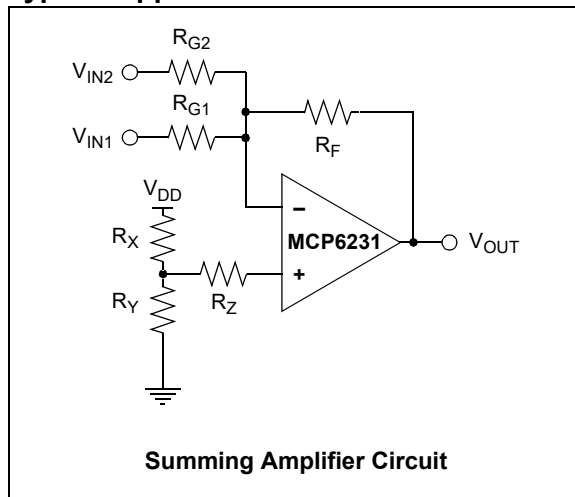 R_G2
V_IN2
R_G1
V_IN1
R_F
V_DD
−
MCP6231
V_OUT
R_X
+
R_Z
R_Y
Summing Amplifier Circuit